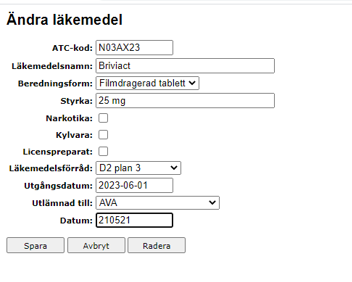 Ändra läkemedel
ATC-kod: N03AX23
Läkemedelsnamn: Briviact
Beredningsform: Filmdragerad tablett
Styrka: 25 mg
Narkotika:
Kylvara:
Licenspreparat:
Läkemedelsförråd: D2 plan 3
Utgångsdatum: 2023-06-01
Utlämnad till: AVA
Datum: 210521
Spara Avbryt Radera